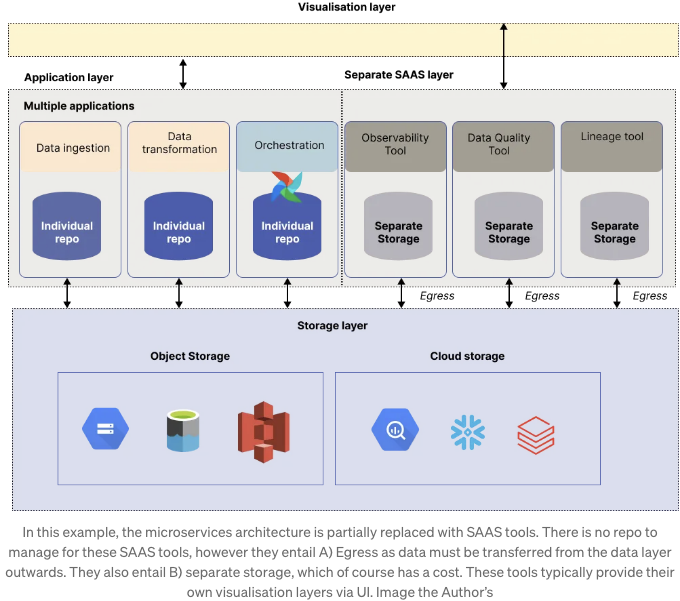 Visualisation layer
Application layer
Separate SAAS layer
Multiple applications
Data ingestion
Data
transformation
Orchestration
Observability
Tool
Data Quality
Tool
Lineage tool
Individual
repo
Individual
repo
Individual
repo
Separate
Storage
Separate
Storage
Separate
Storage
Egress
Egress
Egress
Storage layer
Object Storage
Cloud storage
In this example, the microservices architecture is partially replaced with SAAS tools. There is no repo to
manage for these SAAS tools, however they entail A) Egress as data must be transferred from the data layer
outwards. They also entail B) separate storage, which of course has a cost. These tools typically provide their
own visualisation layers via UI. Image the Author's